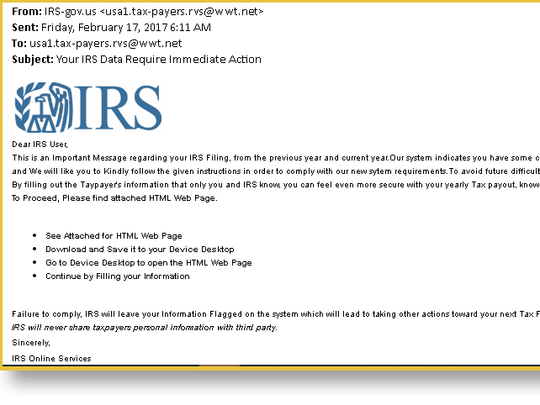 From: IRS-gov.us <usa1.tax-payers.rvs@wwt.net>
Sent: Friday, February 17, 2017 6:11 AM
To: usa1.tax-payers.rvs@wwt.net
Subject: Your IRS Data Require Immediate Action
IRS
Dear IRS User,
This is an Important Message regarding your IRS Filing, from the previous year and current year.Our system indicates you have some c
and We will like you to Kindly follow the given instructions in order to comply with our new sytem requirements.To avoid future difficult
By filling out the Taypayer's information that only you and IRS know, you can feel even more secure with your yearly Tax payout, know
To Proceed, Please find attached HTML Web Page.
• See Attached for HTML Web Page
• Download and Save it to your Device Desktop
• Go to Device Desktop to open the HTML Web Page
• Continue by Filling your Information
Failure to comply, IRS will leave your Information Flagged on the system which will lead to taking other actions toward your next Tax F
IRS will never share taxpayers personal information with third party.
Sincerely,
IRS Online Services